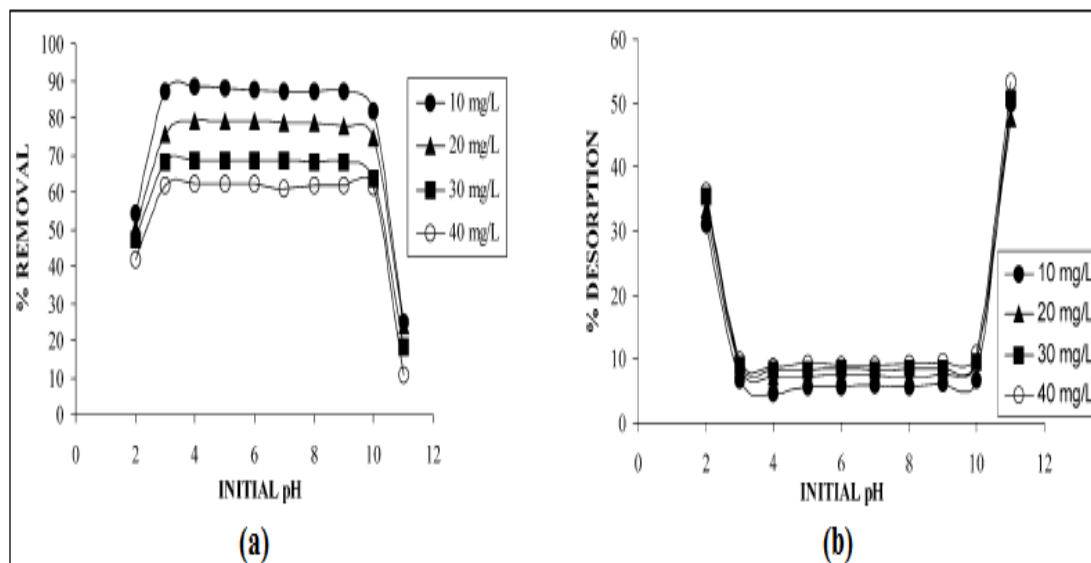 100
90
80
70
60
50
40
30
20
10
0
% REMOVAL
0 2 4 6 8 10 12
INITIAL pH
10 mg/L
20 mg/L
30 mg/L
40 mg/L
(a)
60
50
40
30
20
10
0
% DESORPTION
0 2 4 6 8 10 12
INITIAL pH
10 mg/L
20 mg/L
30 mg/L
40 mg/L
(b)